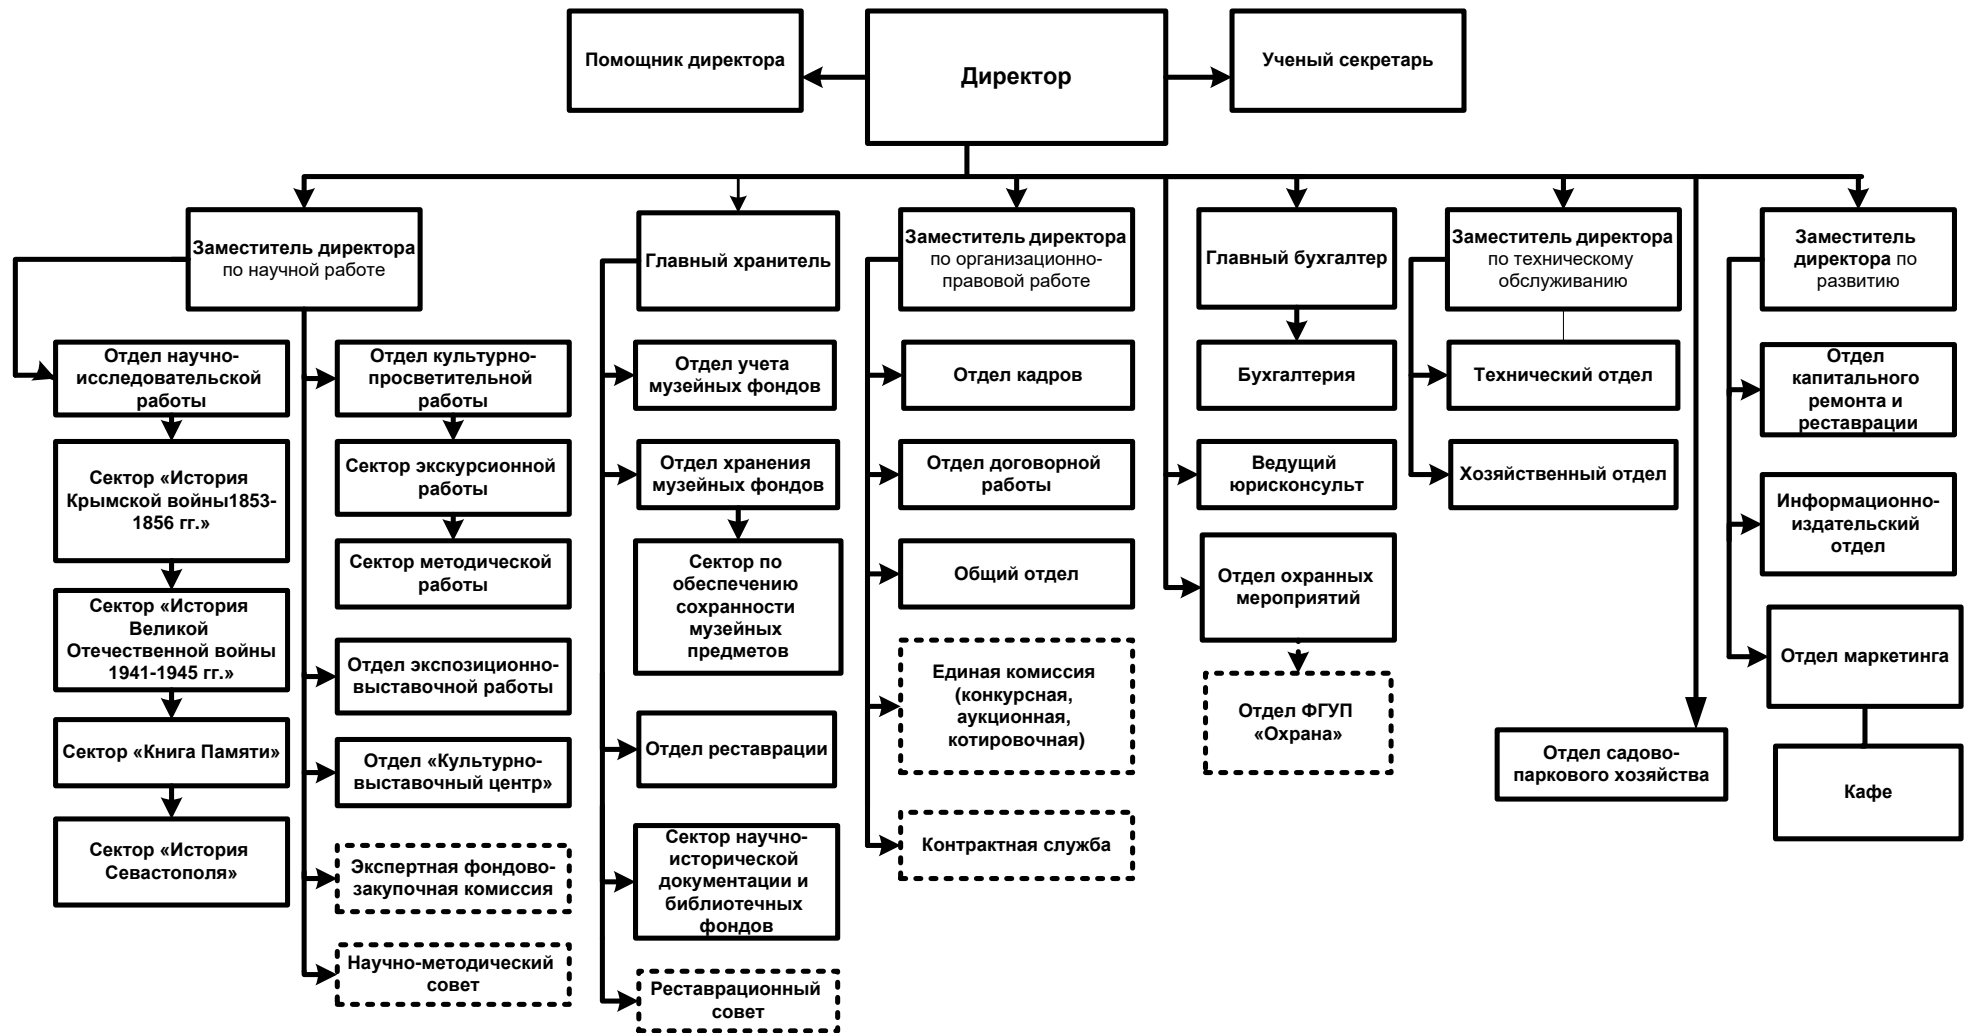 Помощник директора
Директор
Ученый секретарь
Заместитель директора
по научной работе
Главный хранитель
Заместитель директора
по организационно-
правовой работе
Главный бухгалтер
Заместитель директора
по техническому
обслуживанию
Заместитель
директора по
развитию
Отдел научно-
исследовательской
работы
Отдел культурно-
просветительной
работы
Отдел учета
музейных фондов
Отдел кадров
Бухгалтерия
Технический отдел
Отдел
капитального
ремонта и
реставрации
Сектор «История
Крымской войны1853-
1856 гг.»
Сектор экскурсионной
работы
Отдел хранения
музейных фондов
Отдел договорной
работы
Ведущий
юрисконсульт
Хозяйственный отдел
Информационно-
издательский
отдел
Сектор «История
Великой
Отечественной войны
1941-1945 гг.»
Сектор методической
работы
Сектор по
обеспечению
сохранности
музейных
предметов
Общий отдел
Отдел охранных
мероприятий
Отдел маркетинга
Отдел экспозиционно-
выставочной работы
Единая комиссия
(конкурсная,
аукционная,
котировочная)
Отдел ФГУП
«Охрана»
Сектор «Книга Памяти»
Отдел «Культурно-
выставочный центр»
Отдел реставрации
Отдел садово-
паркового хозяйства
Кафе
Сектор «История
Севастополя»
Экспертная фондово-
закупочная комиссия
Сектор научно-
исторической
документации и
библиотечных
фондов
Контрактная служба
Научно-методический
совет
Реставрационный
совет